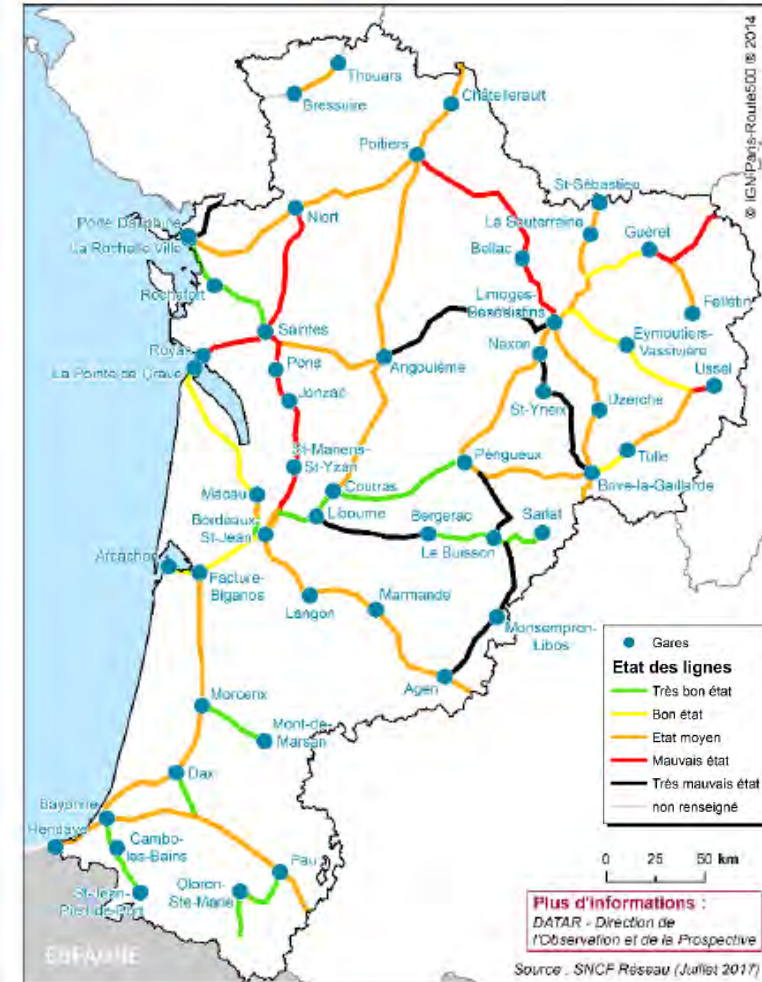 © IGN-Paris-Route500 ® 2014
Thouars
Bressuire
Châtellerault
Poitiers
St-Sébastien
Niort
La Souterraine
Guéret
La Rochelle Ville
Bellac
Rochefort
Limoges-
Felletin
Saintes
Nexon
Eymoutiers-
Vassivière
Royan
Pons
Angoulême
Ussel
La Pointe de Grave
Jonzac
St-Yrieix
Uzerche
St-Yzan
Périgueux
Tulle
Coutras
Brive-la-Gaillarde
Macau
Bordeaux-
St-Jean
Libourne
Bergerac
Sarlat
Le Buisson
Arcachon
Facture-
Biganos
Langon
Marmande
Monsempron-
Libos
Agen
Morcenx
Mont-de-
Marsan
Dax
Bayonne
Hendaye
Cambo-
les-Bains
Pau
Oloron-
Ste-Marie
St-Jean-
Pied-de-Port
ESPAGNE
Gares
Etat des lignes
Très bon état
Bon état
Etat moyen
Mauvais état
Très mauvais état
non renseigné
0 25 50 km
Plus d'informations :
DATAR - Direction de
l'Observation et de la Prospective
Source : SNCF Réseau (Juillet 2017)